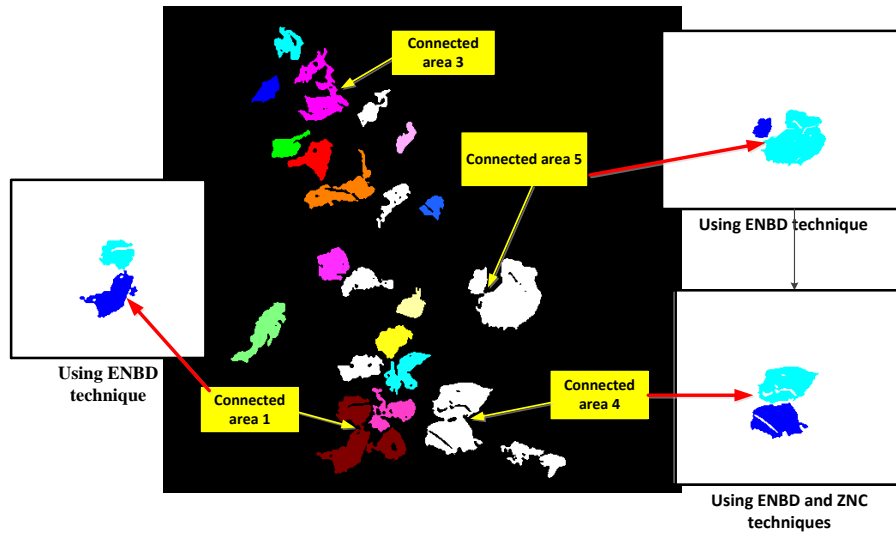 Connected
area 3
Connected area 5
Using ENBD technique
Using ENBD
technique
Connected
area 1
Connected
area 4
Using ENBD and ZNC
techniques